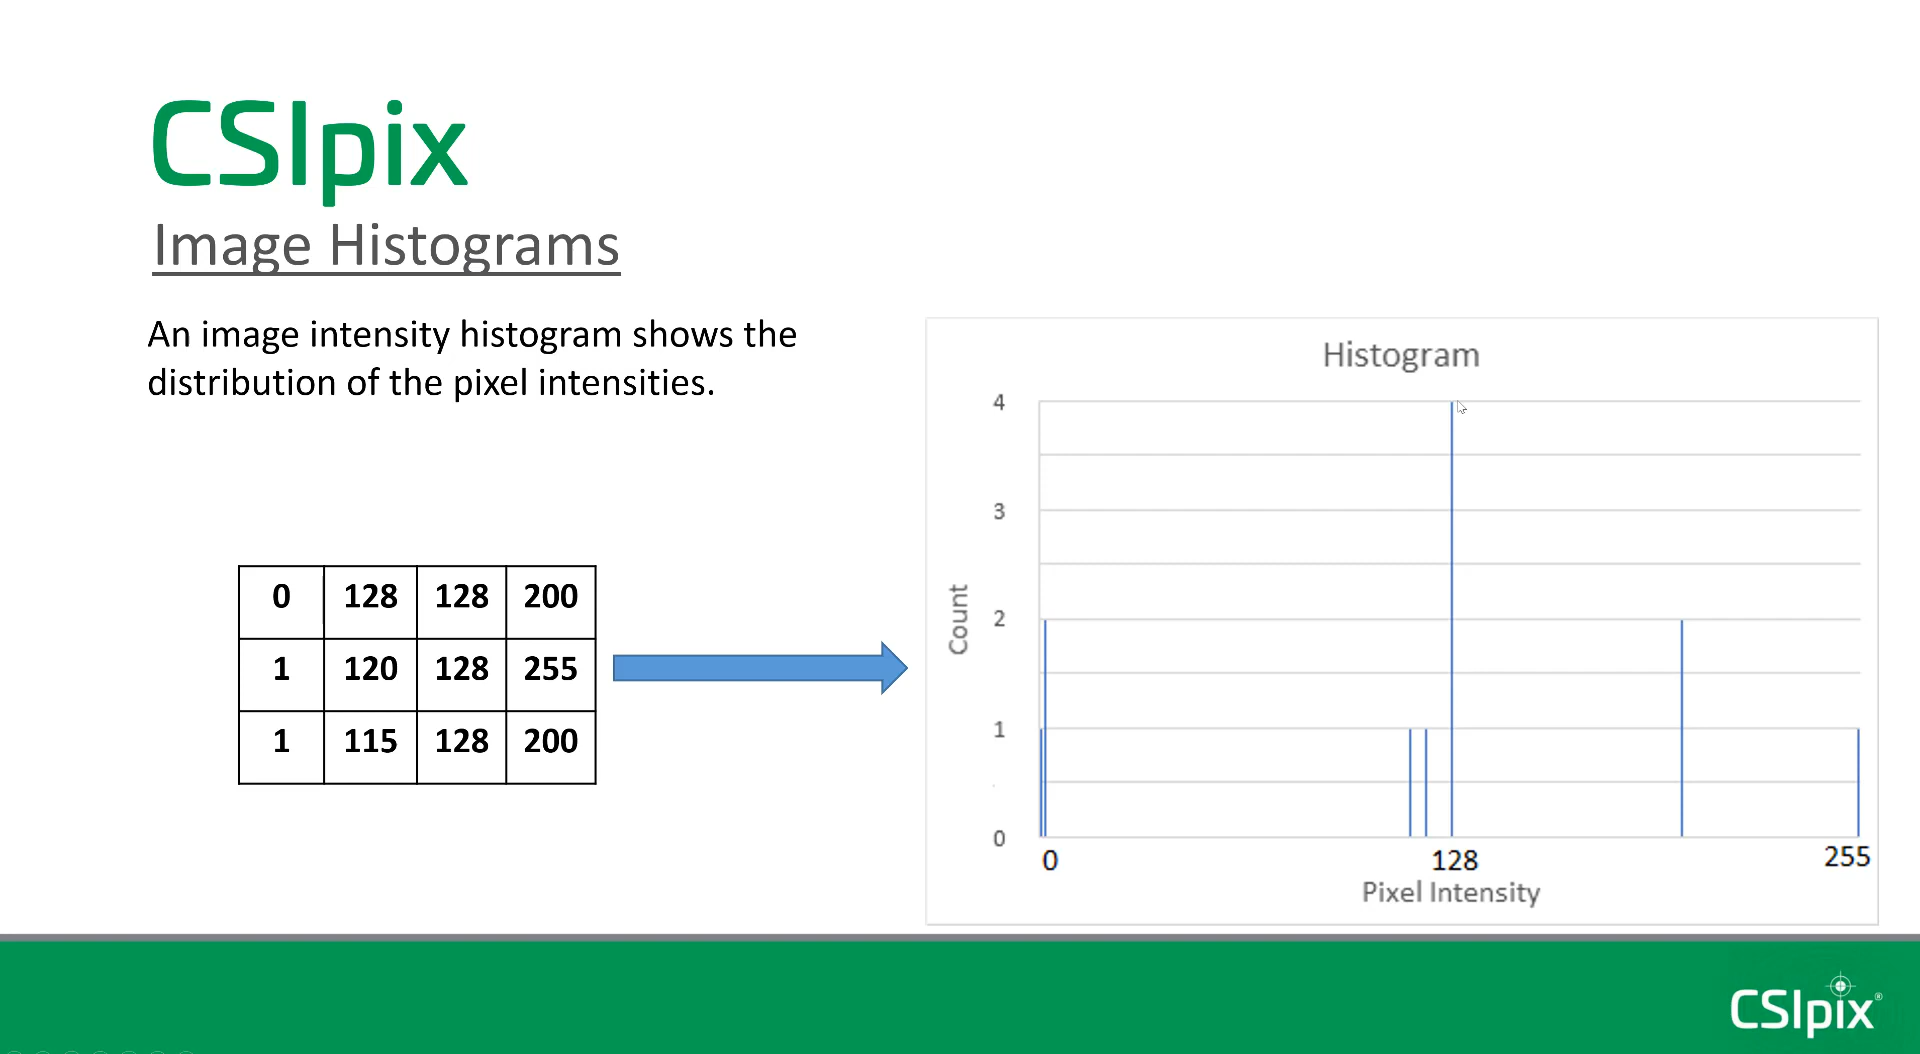 CSIpix
Image Histograms
An image intensity histogram shows the
distribution of the pixel intensities.
0 128 128 200
1 120 128 255
1 115 128 200
Histogram
4
3
2
1
0
Count
0 128 255
Pixel Intensity
CSIpix®